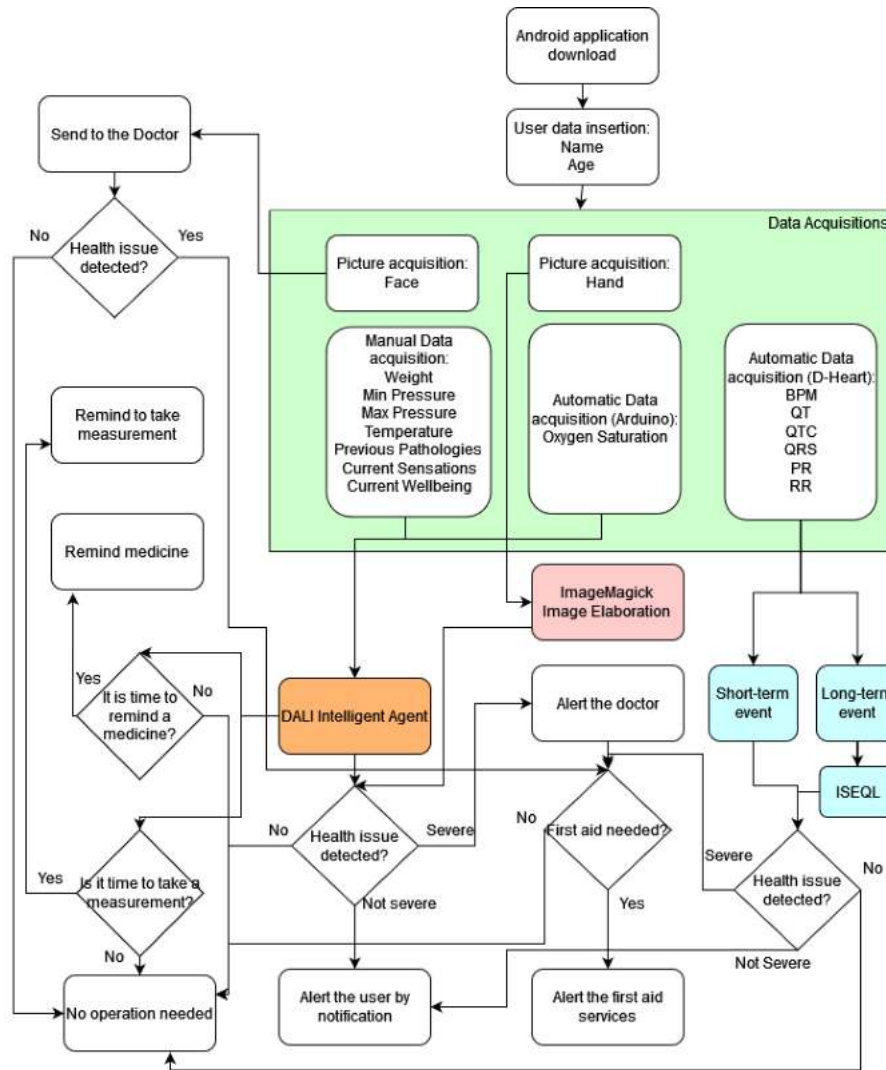 Android application
download
User data insertion:
Name
Age
Send to the Doctor
Data Acquisitions
No
Yes
Health issue
detected?
Picture acquisition:
Face
Picture acquisition:
Hand
Manual Data
acquisition:
Weight
Min Pressure
Max Pressure
Temperature
Previous Pathologies
Current Sensations
Current Wellbeing
Automatic Data
acquisition (Arduino):
Oxygen Saturation
Automatic Data
acquisition (D-Heart):
BPM
QT
QTC
QRS
PR
RR
Remind to take
measurement
Remind medicine
ImageMagick
Image Elaboration
Yes
No
It is time to
remind a
medicine?
DALI Intelligent Agent
Alert the doctor
Short-term
event
Long-term
event
ISEQL
No
Health issue
detected?
Severe
No
First aid needed?
Severe
Health issue
detected?
No
Yes
Is it time to take a
measurement?
Not severe
Yes
Not Severe
No
No operation needed
Alert the user by
notification
Alert the first aid
services